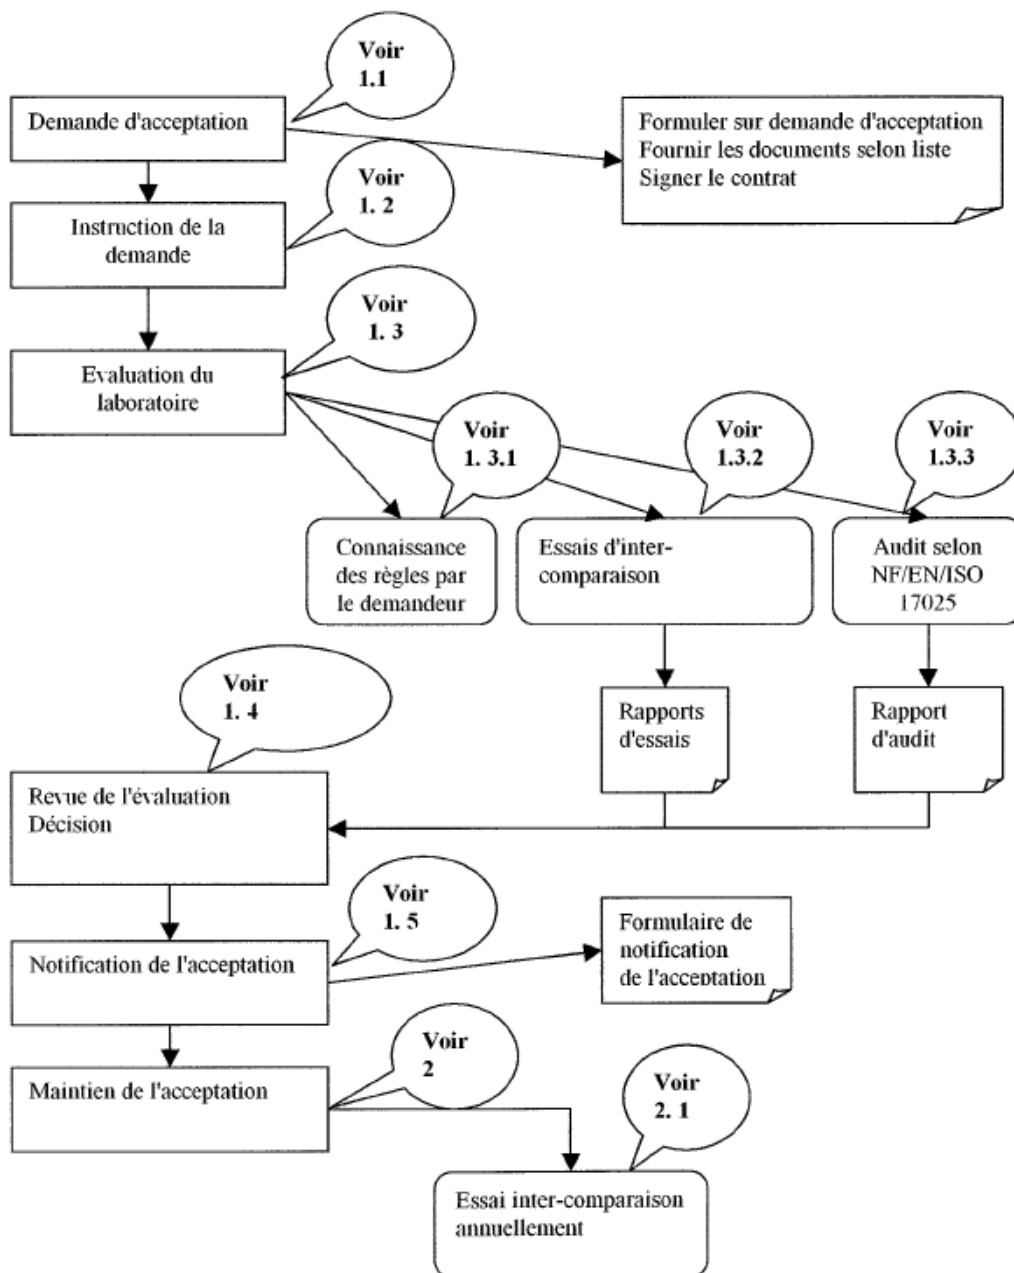 Voir
1.1
Demande d'acceptation
Formuler sur demande d'acceptation
Fournir les documents selon liste
Signer le contrat
Voir
1. 2
Instruction de la
demande
Voir
1. 3
Evaluation du
laboratoire
Voir
1. 3.1
Voir
1.3.2
Voir
1.3.3
Connaissance
des règles par
le demandeur
Essais d'inter-
comparaison
Audit selon
NF/EN/ISO
17025
Voir
1. 4
Rapports
d'essais
Rapport
d'audit
Revue de l'évaluation
Décision
Voir
1. 5
Notification de l'acceptation
Formulaire de
notification
de l'acceptation
Voir
2
Maintien de l'acceptation
Voir
2. 1
Essai inter-comparaison
annuellement